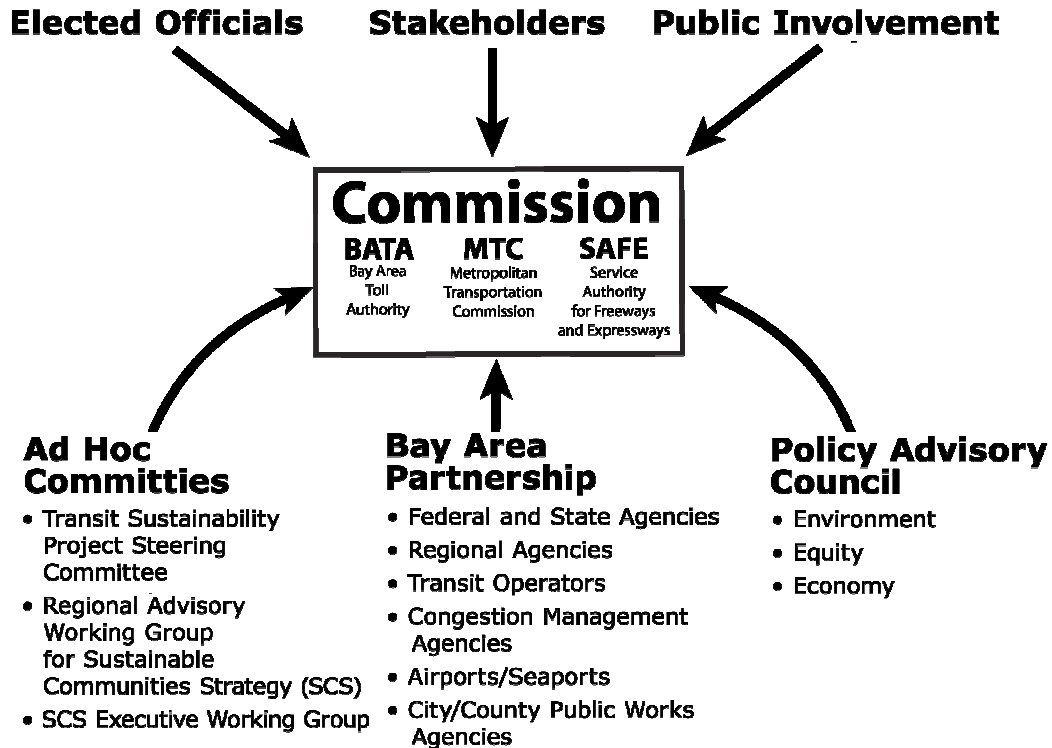 Elected Officials
Stakeholders
Public Involvement
Commission
BATA
Bay Area
Toll
Authority
MTC
Metropolitan
Transportation
Commission
SAFE
Service
Authority
for Freeways
and Expressways
Ad Hoc
Committies
• Transit Sustainability
Project Steering
Committee
• Regional Advisory
Working Group
for Sustainable
Communities Strategy (SCS)
• SCS Executive Working Group
Bay Area
Partnership
• Federal and State Agencies
• Regional Agencies
• Transit Operators
• Congestion Management
Agencies
• Airports/Seaports
• City/County Public Works
Agencies
Policy Advisory
Council
• Environment
• Equity
• Economy